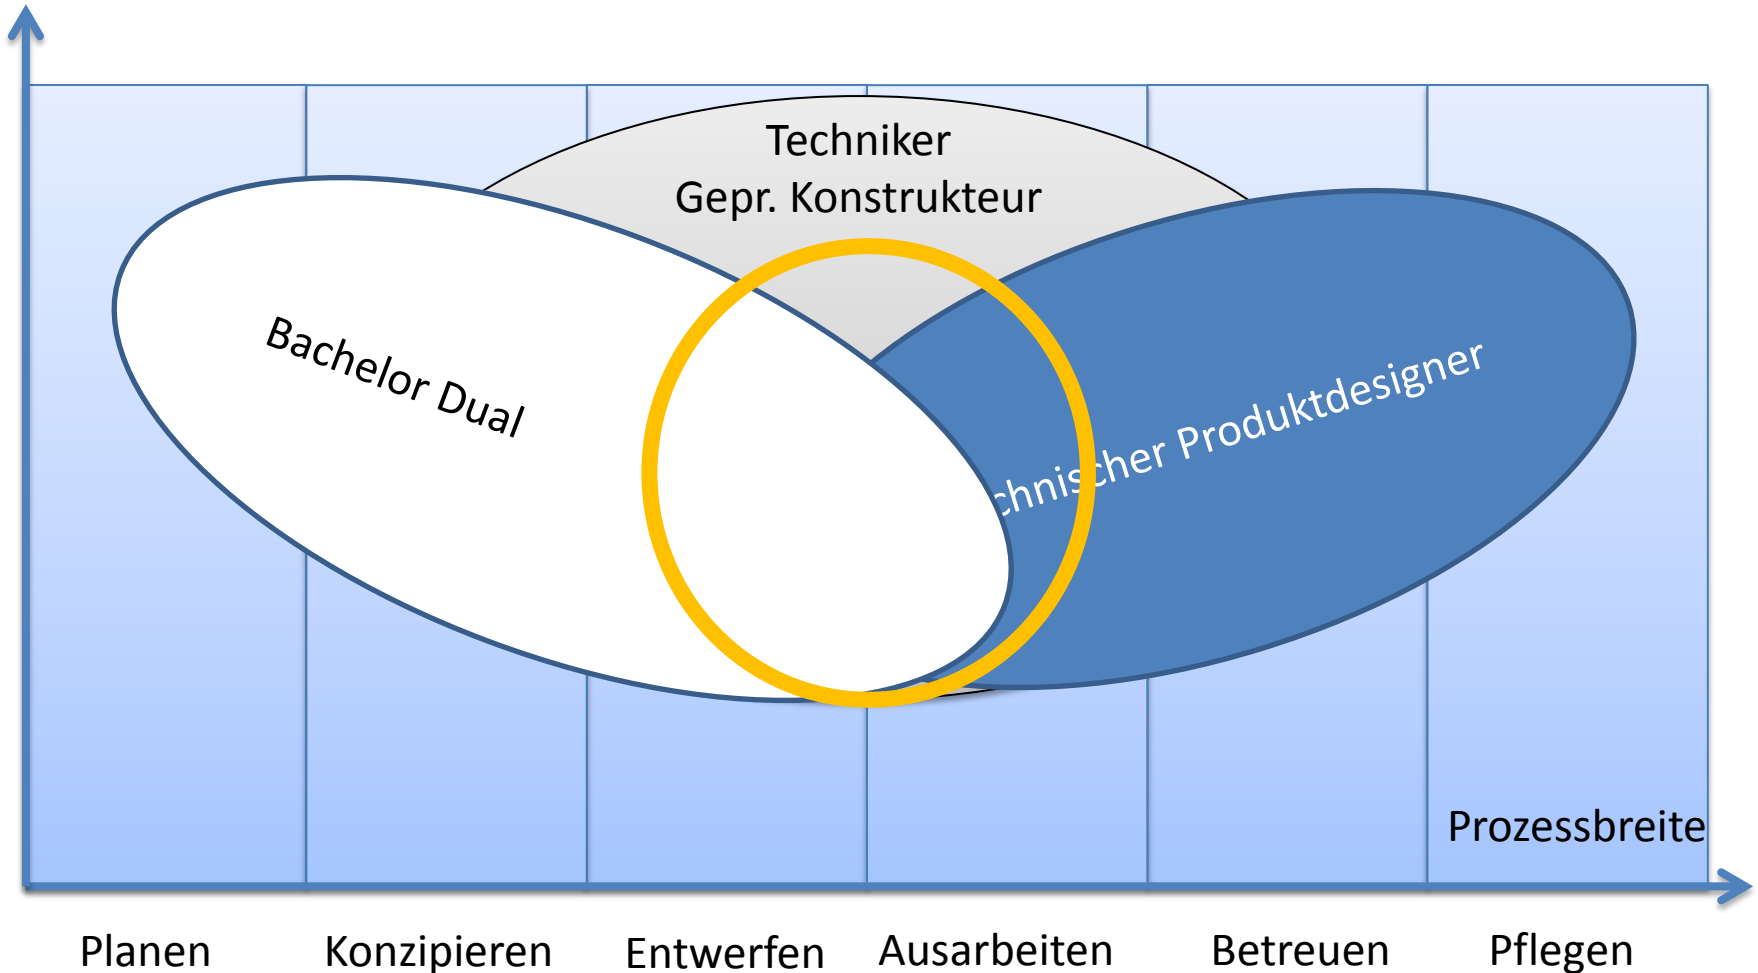 Techniker
Gepr. Konstrukteur
Bachelor Dual
chnischer Produktdesigner
Prozessbreite
Planen Konzipieren Entwerfen Ausarbeiten Betreuen Pflegen